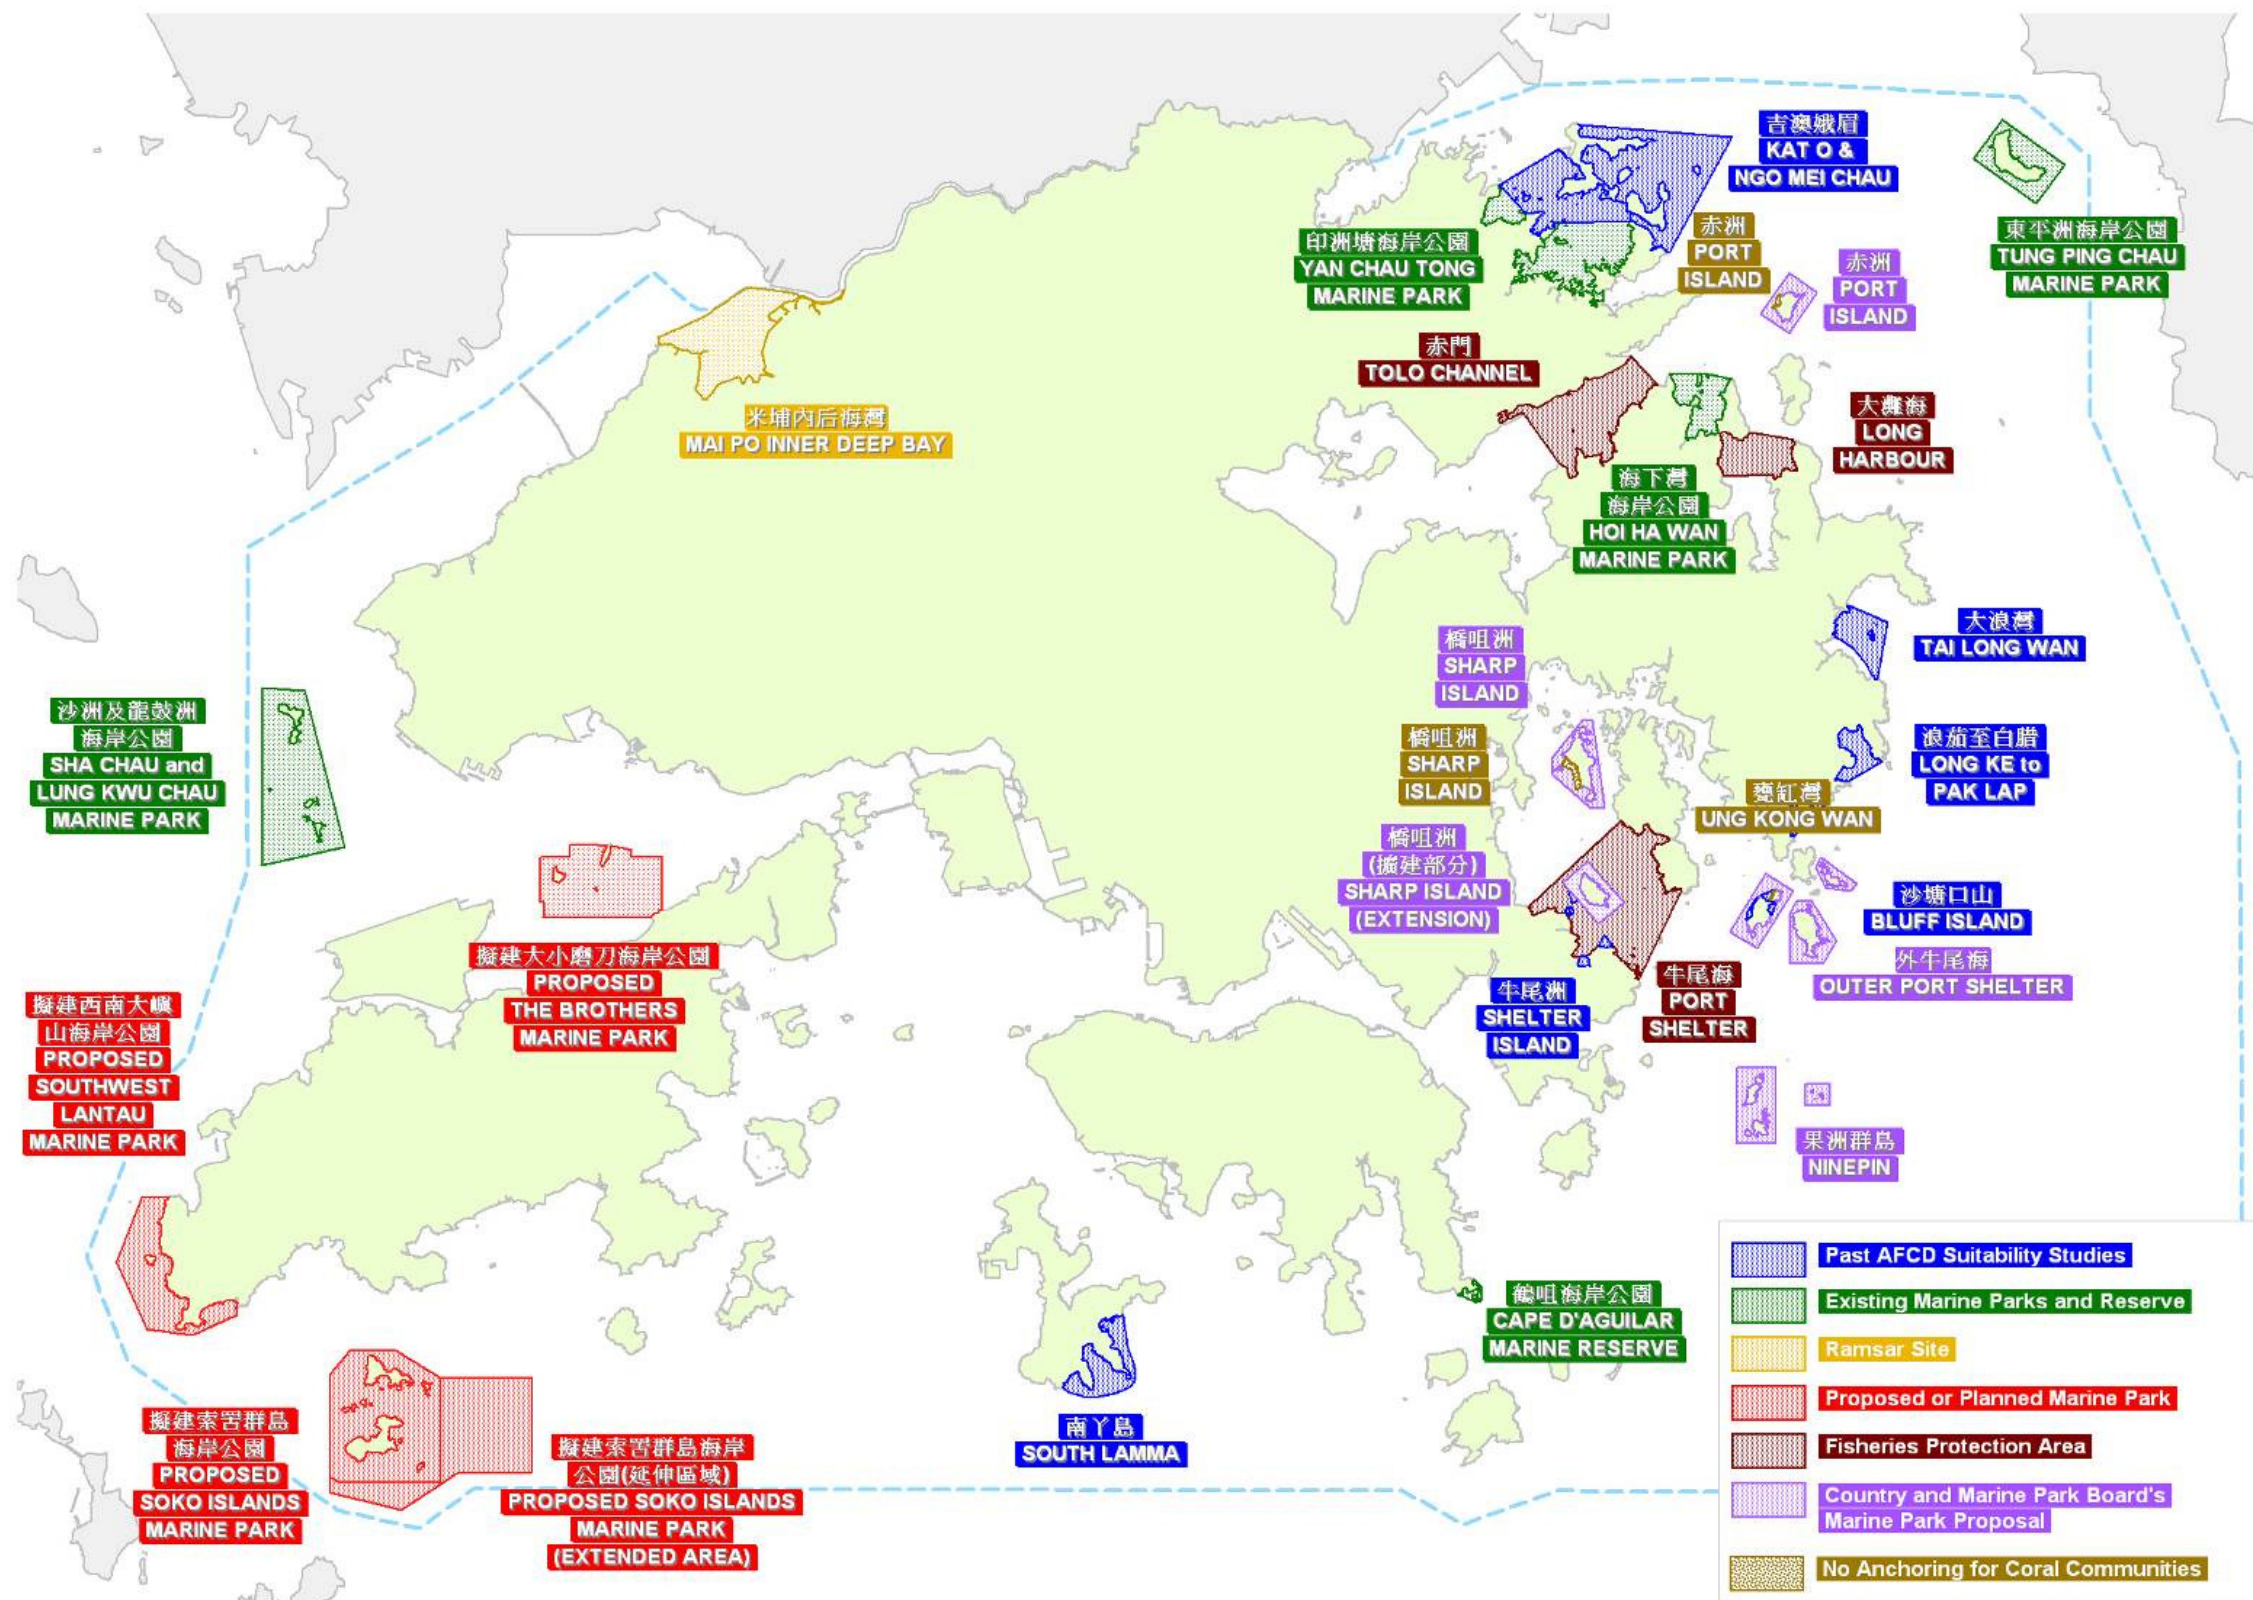 吉澳娥眉
KAT O &
NGO MEI CHAU
印洲塘海岸公園
YAN CHAU TONG
MARINE PARK
赤洲
PORT
ISLAND
赤洲
PORT
ISLAND
東平洲海岸公園
TUNG PING CHAU
MARINE PARK
赤門
TOLO CHANNEL
大灘海
LONG
HARBOUR
米埔內后海灣
MAI PO INNER DEEP BAY
海下灣
海岸公園
HOI HA WAN
MARINE PARK
大浪灣
TAI LONG WAN
橋咀洲
SHARP
ISLAND
沙洲及龍鼓洲
海岸公園
SHA CHAU and
LUNG KWU CHAU
MARINE PARK
橋咀洲
SHARP
ISLAND
浪茄至白腊
LONG KE to
PAK LAP
甕缸灣
UNG KONG WAN
橋咀洲
(擴建部分)
SHARP ISLAND
(EXTENSION)
沙塘口山
BLUFF ISLAND
外牛尾海
OUTER PORT SHELTER
擬建大小磨刀海岸公園
PROPOSED
THE BROTHERS
MARINE PARK
牛尾洲
SHELTER
ISLAND
牛尾海
PORT
SHELTER
擬建西南大嶼
山海岸公園
PROPOSED
SOUTHWEST
LANTAU
MARINE PARK
果洲群島
NINEPIN
鶴咀海岸公園
CAPE D'AGUILAR
MARINE RESERVE
南丫島
SOUTH LAMMA
擬建索罟群島
海岸公園
PROPOSED
SOKO ISLANDS
MARINE PARK
擬建索罟群島海岸
公園(延伸區域)
PROPOSED SOKO ISLANDS
MARINE PARK
(EXTENDED AREA)
Past AFCD Suitability Studies
Existing Marine Parks and Reserve
Ramsar Site
Proposed or Planned Marine Park
Fisheries Protection Area
Country and Marine Park Board's
Marine Park Proposal
No Anchoring for Coral Communities